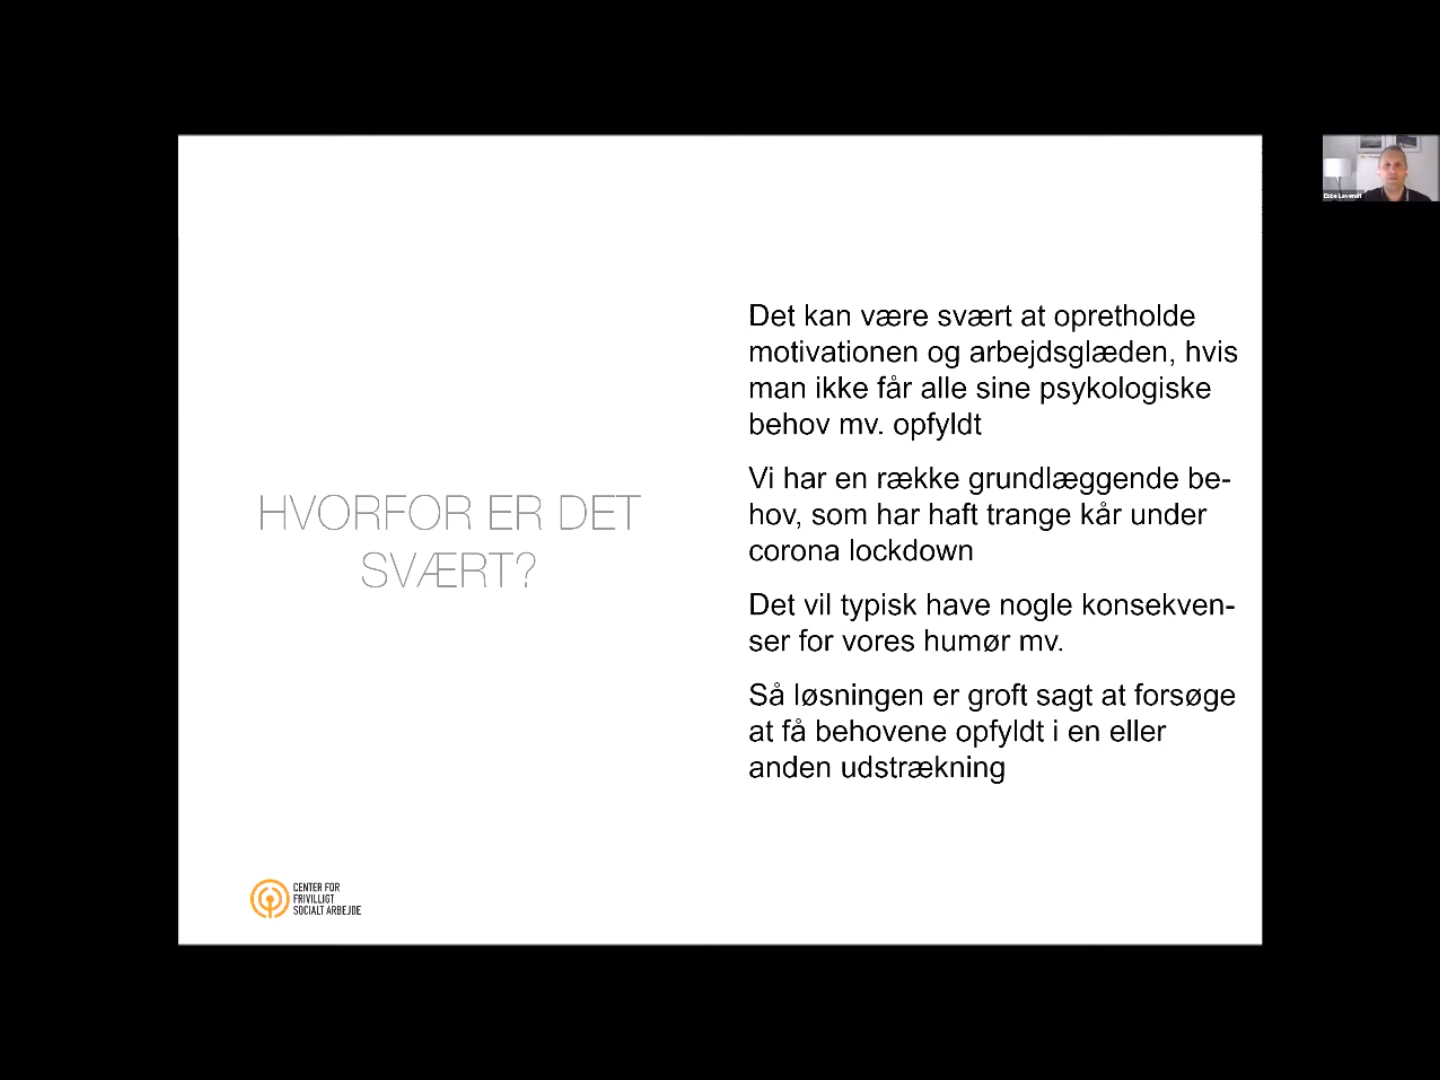 HVORFOR ER DET
SVÆRT?
Det kan være svært at opretholde
motivationen og arbejdsglæden, hvis
man ikke får alle sine psykologiske
behov mv. opfyldt
Vi har en række grundlæggende be-
hov, som har haft trange kår under
corona lockdown
Det vil typisk have nogle konsekven-
ser for vores humør mv.
Så løsningen er groft sagt at forsøge
at få behovene opfyldt i en eller
anden udstrækning
CENTER FOR
FRIVILLIGT
SOCIALT ARBEJDE
Ebbe Lavendt